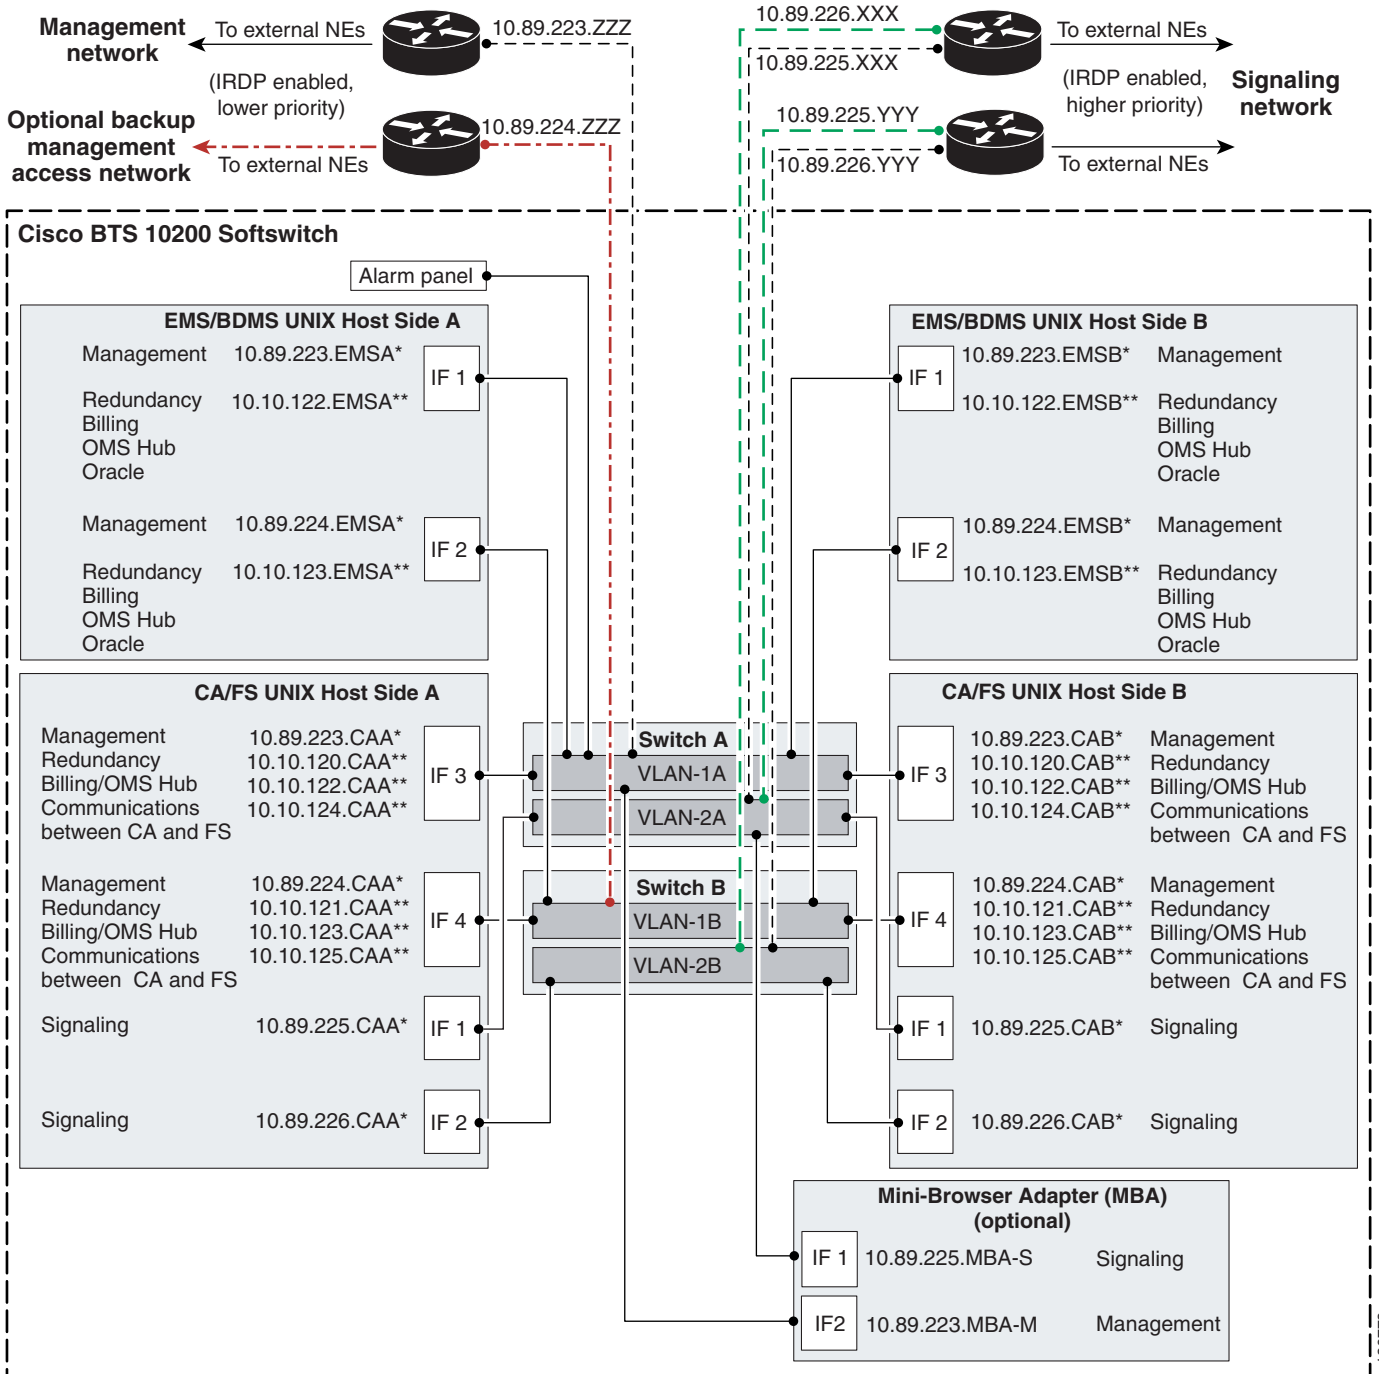 Management
network
To external NEs
10.89.223.ZZZ
(IRDP enabled,
lower priority)
Optional backup
management
access network
10.89.224.ZZZ
To external NEs
10.89.226.XXX
To external NEs
10.89.225.XXX
(IRDP enabled,
higher priority)
Signaling
network
10.89.225.YYY
10.89.226.YYY
To external NEs
Cisco BTS 10200 Softswitch
Alarm panel
EMS/BDMS UNIX Host Side A
Management 10.89.223.EMSA*
IF 1
Redundancy 10.10.122.EMSA**
Billing
OMS Hub
Oracle
Management 10.89.224.EMSA*
IF 2
Redundancy 10.10.123.EMSA**
Billing
OMS Hub
Oracle
EMS/BDMS UNIX Host Side B
10.89.223.EMSB* Management
IF 1
10.10.122.EMSB** Redundancy
Billing
OMS Hub
Oracle
10.89.224.EMSB* Management
IF 2
10.10.123.EMSB** Redundancy
Billing
OMS Hub
Oracle
CA/FS UNIX Host Side A
Management 10.89.223.CAA*
Redundancy 10.10.120.CAA**
IF 3
Billing/OMS Hub 10.10.122.CAA**
Communications 10.10.124.CAA**
between CA and FS
Management 10.89.224.CAA*
Redundancy 10.10.121.CAA**
IF 4
Billing/OMS Hub 10.10.123.CAA**
Communications 10.10.125.CAA**
between CA and FS
Signaling 10.89.225.CAA* IF 1
Signaling 10.89.226.CAA* IF 2
Switch A
VLAN-1A
VLAN-2A
Switch B
VLAN-1B
VLAN-2B
CA/FS UNIX Host Side B
10.89.223.CAB* Management
10.10.120.CAB** Redundancy
IF 3
10.10.122.CAB** Billing/OMS Hub
10.10.124.CAB** Communications
between CA and FS
10.89.224.CAB* Management
10.10.121.CAB** Redundancy
IF 4
10.10.123.CAB** Billing/OMS Hub
10.10.125.CAB** Communications
between CA and FS
IF 1 10.89.225.CAB* Signaling
IF 2 10.89.226.CAB* Signaling
Mini-Browser Adapter (MBA)
(optional)
IF 1 10.89.225.MBA-S Signaling
IF2 10.89.223.MBA-M Management